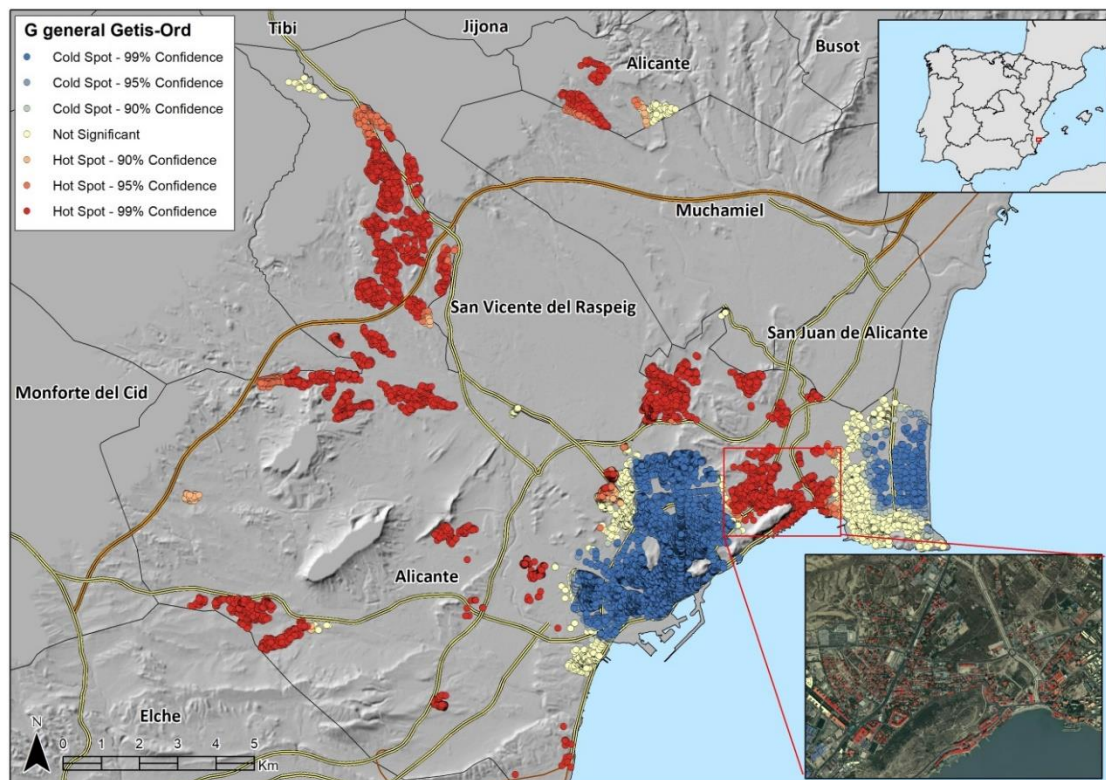 G general Getis-Ord
Cold Spot - 99% Confidence
Cold Spot - 95% Confidence
Cold Spot - 90% Confidence
Not Significant
Hot Spot - 90% Confidence
Hot Spot - 95% Confidence
Hot Spot - 99% Confidence
Tibi
Jijona
Busot
Alicante
Muchamiel
San Vicente del Raspeig
San Juan de Alicante
Monforte del Cid
Alicante
Elche
N
0 1 2 3 4 5
Km